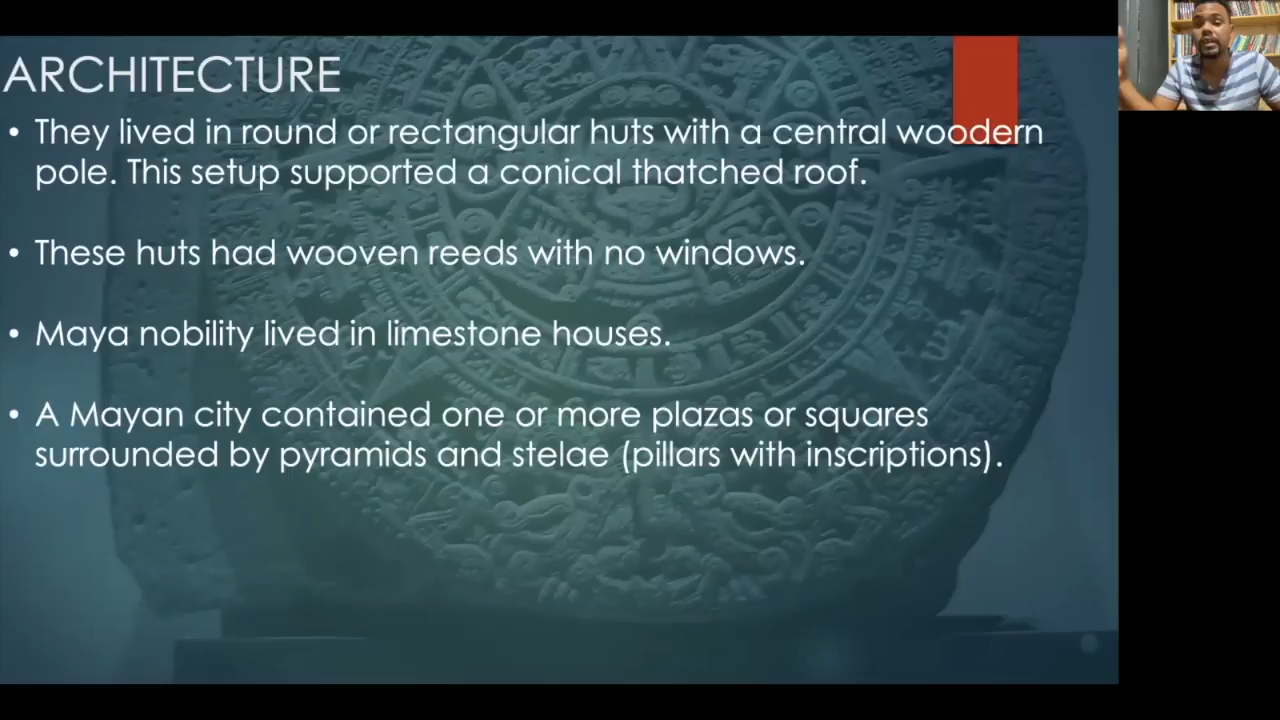 ARCHITECTURE
• They lived in round or rectangular huts with a central woodern
pole. This setup supported a conical thatched roof.
• These huts had wooven reeds with no windows.
• Maya nobility lived in limestone houses.
• A Mayan city contained one or more plazas or squares
surrounded by pyramids and stelae (pillars with inscriptions).